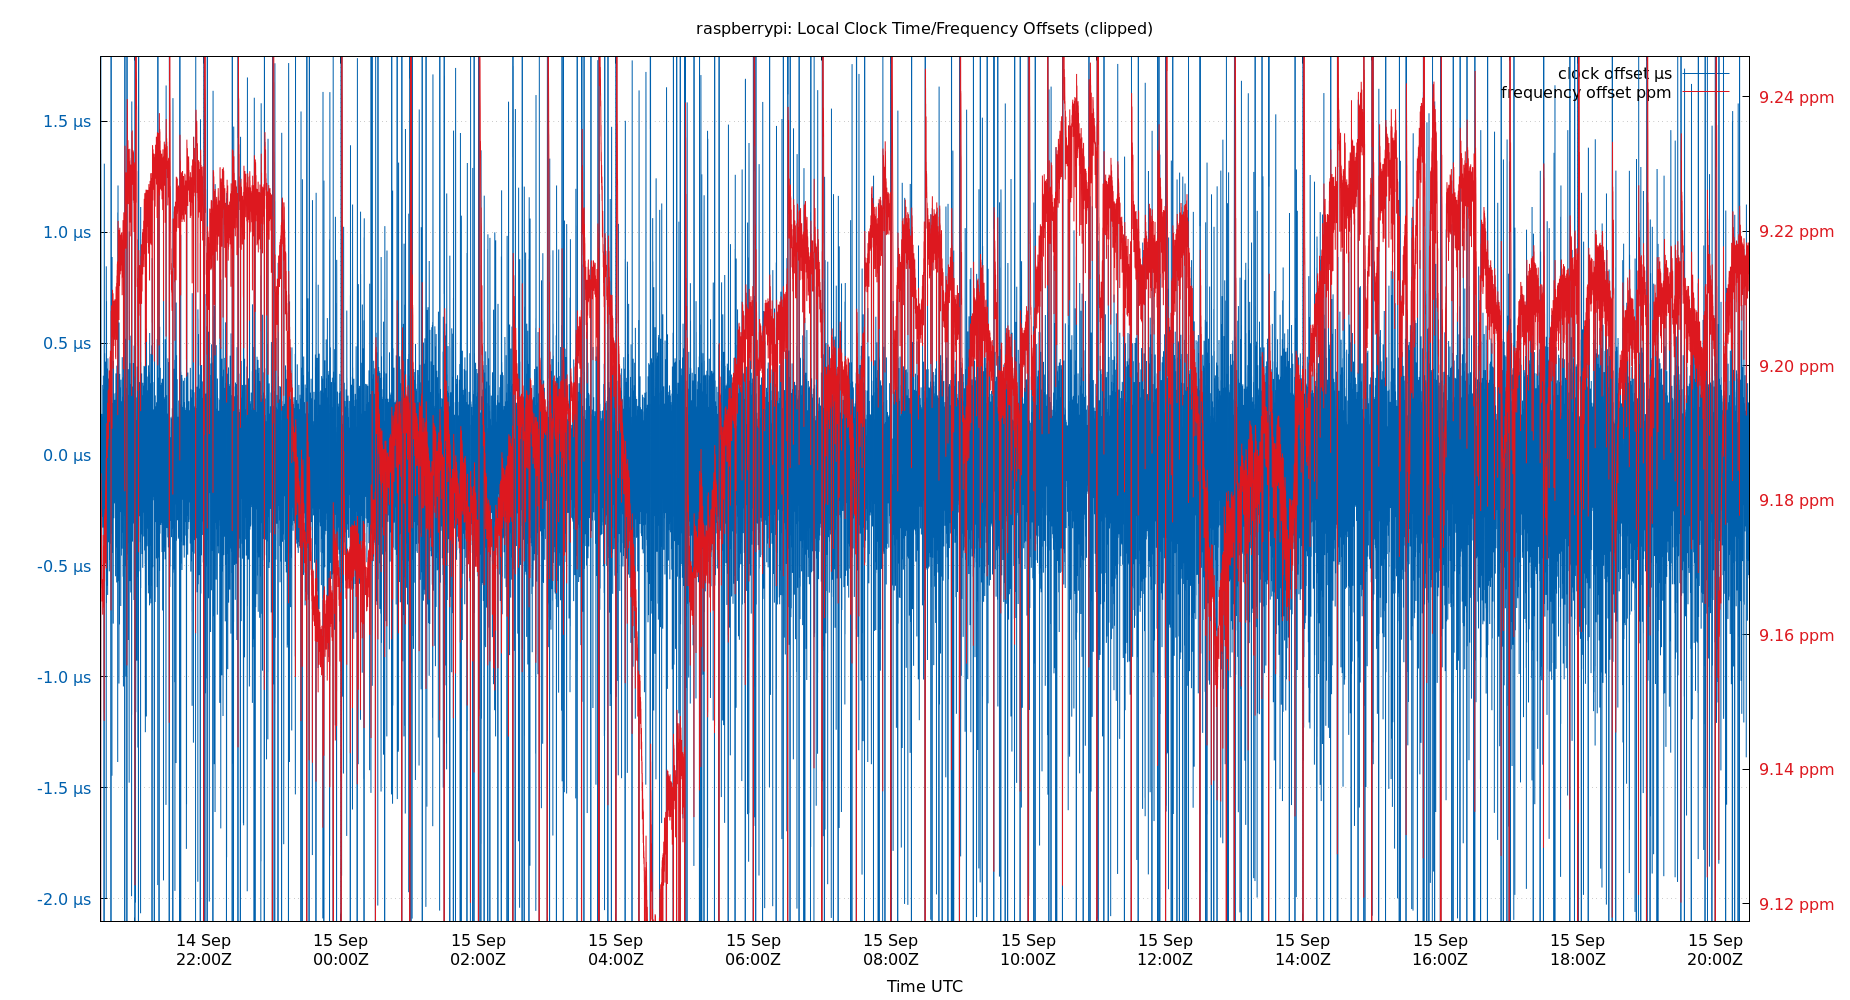 raspberrypi: Local Clock Time/Frequency Offsets (clipped)
clock offset µs
frequency offset ppm
1.5 µs
1.0 µs
0.5 µs
0.0 µs
-0.5 µs
-1.0 µs
-1.5 µs
-2.0 µs
9.24 ppm
9.22 ppm
9.20 ppm
9.18 ppm
9.16 ppm
9.14 ppm
9.12 ppm
14 Sep
22:00Z
15 Sep
00:00Z
15 Sep
02:00Z
15 Sep
04:00Z
15 Sep
06:00Z
15 Sep
08:00Z
15 Sep
10:00Z
15 Sep
12:00Z
15 Sep
14:00Z
15 Sep
16:00Z
15 Sep
18:00Z
15 Sep
20:00Z
Time UTC